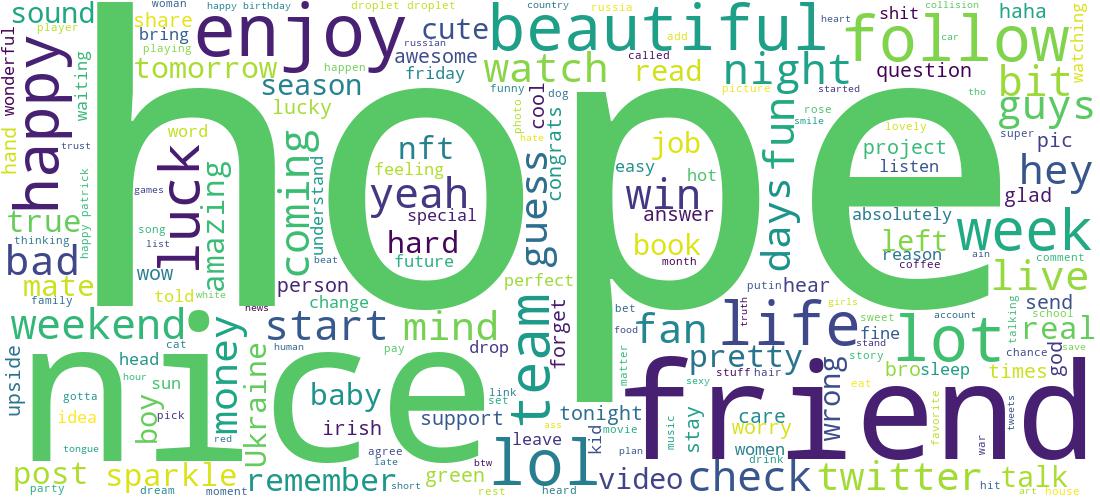 sound
woman
happy birthday
droplet droplet
country
russia
collision
player
share
bring
enjoy
cute
beautiful
heart
add
follow
haha
car
shit
playing
russian
awesome
called
watching
wonderful
happy
waiting
tomorrow
happen
friday
watch
read
night
question
bit
season
funny
picture
started
tho
guys
hope
lucky
photo
cool
dog
rose
smile
super
pic
hand
trust
word
nft
hate
congrats
job
fun
lovely
project
hey
luck
coming
feeling
yeah
guess
easy
hot
listen
glad
games
amazing
understand
special
win
answer
days
absolutely
week
true
happy patrick
song
hard
book
left
thinking
list
beat
future
month
reason
ain
comment
bad
wow
coffee
mate
told
white
person
perfect
putin
hear
live
family
news
change
forget
bet
truth
girls
send
weekend
start
mind
team
fan
life
sweet
account
talking
school
real
fine
lot
upside
cat
human
pay
drop
food
stand
chance
god
save
head
nice
money
Ukraine
matter
pretty
story
bro
sleep
times
hour
sun
stuff
hair
friend
gotta
boy
baby
link
set
sexy
wrong
eat
idea
pick
irish
support
tonight
care
favorite
tweets
red
ass
kid
movie
music
stay
worry
war
tongue
agree
leave
plan
women
post
sparkle
late
btw
lol
drink
party
dream
moment
remember
short
green
rest
heard
video
check
twitter
hit
talk
art
house